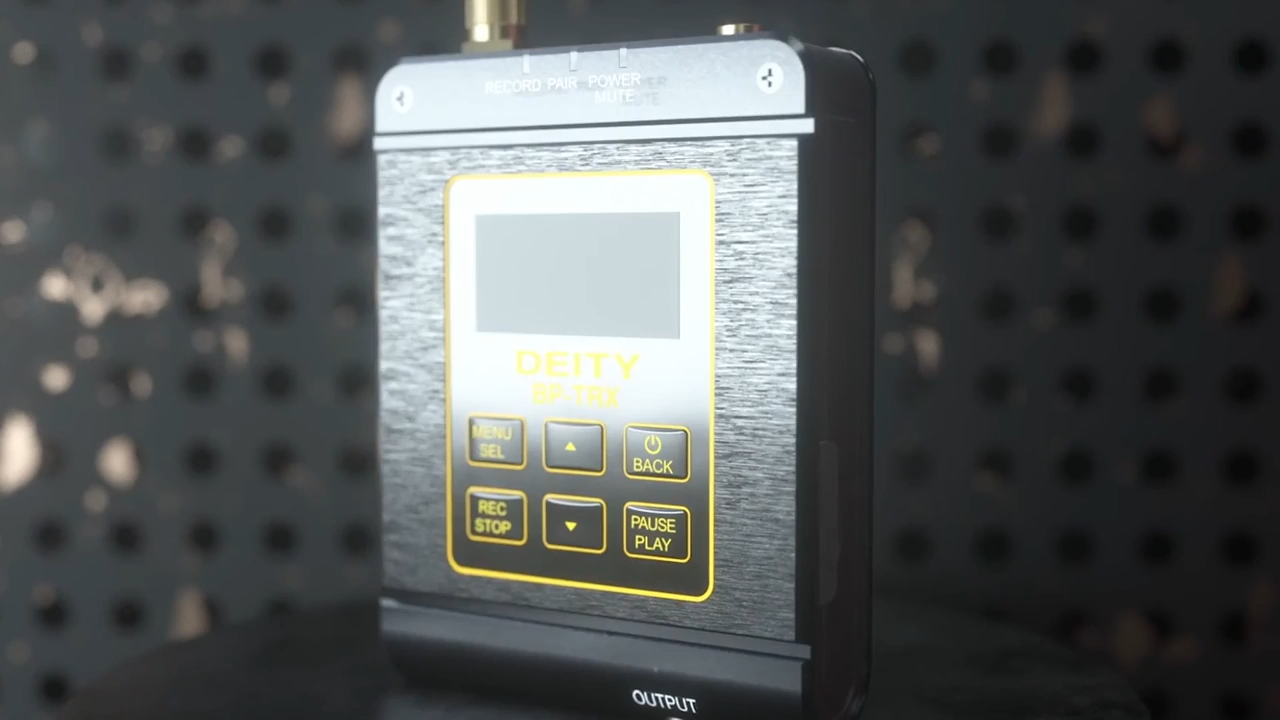 RECORD PAIR POWER
MUTE
DEITY
BP-TRX
MENU
SEL
BACK
REC
STOP
PAUSE
PLAY
OUTPUT